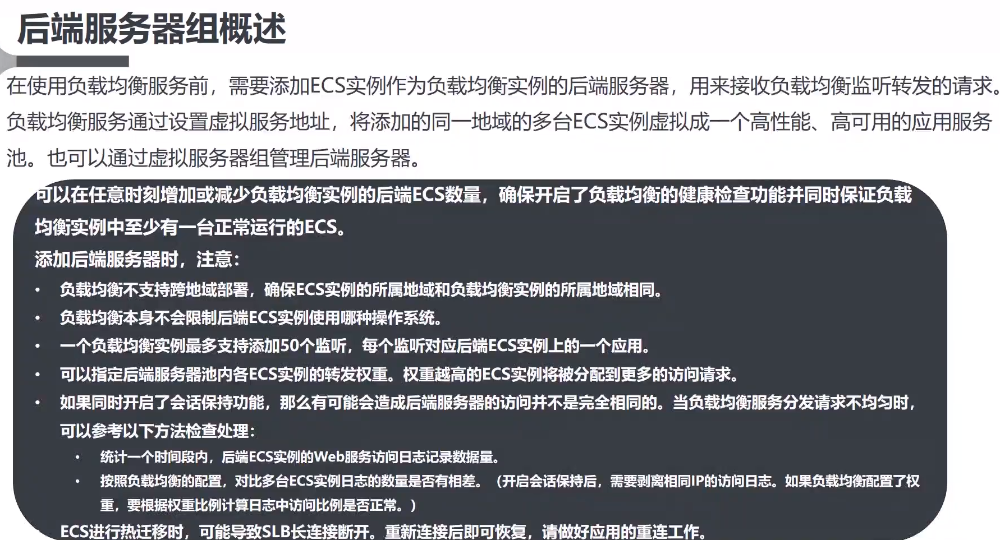 后端服务器组概述
在使用负载均衡服务前，需要添加ECS实例作为负载均衡实例的后端服务器，用来接收负载均衡监听转发的请求。
负载均衡服务通过设置虚拟服务地址，将添加的同一地域的多台ECS实例虚拟成一个高性能、高可用的应用服务
池。也可以通过虚拟服务器组管理后端服务器。
可以在任意时刻增加或减少负载均衡实例的后端ECS数量，确保开启了负载均衡的健康检查功能并同时保证负载
均衡实例中至少有一台正常运行的ECS。
添加后端服务器时，注意：
• 负载均衡不支持跨地域部署，确保ECS实例的所属地域和负载均衡实例的所属地域相同。
• 负载均衡本身不会限制后端ECS实例使用哪种操作系统。
• 一个负载均衡实例最多支持添加50个监听，每个监听对应后端ECS实例上的一个应用。
• 可以指定后端服务器池内各ECS实例的转发权重。权重越高的ECS实例将被分配到更多的访问请求。
• 如果同时开启了会话保持功能，那么有可能会造成后端服务器的访问并不是完全相同的。当负载均衡服务分发请求不均匀时，
可以参考以下方法检查处理：
• 统计一个时间段内，后端ECS实例的Web服务访问日志记录数据量。
• 按照负载均衡的配置，对比多台ECS实例日志的数量是否有相差。（开启会话保持后，需要剥离相同IP的访问日志。如果负载均衡配置了权
重，要根据权重比例计算日志中访问比例是否正常。）
ECS进行热迁移时，可能导致SLB长连接断开。重新连接后即可恢复，请做好应用的重连工作。